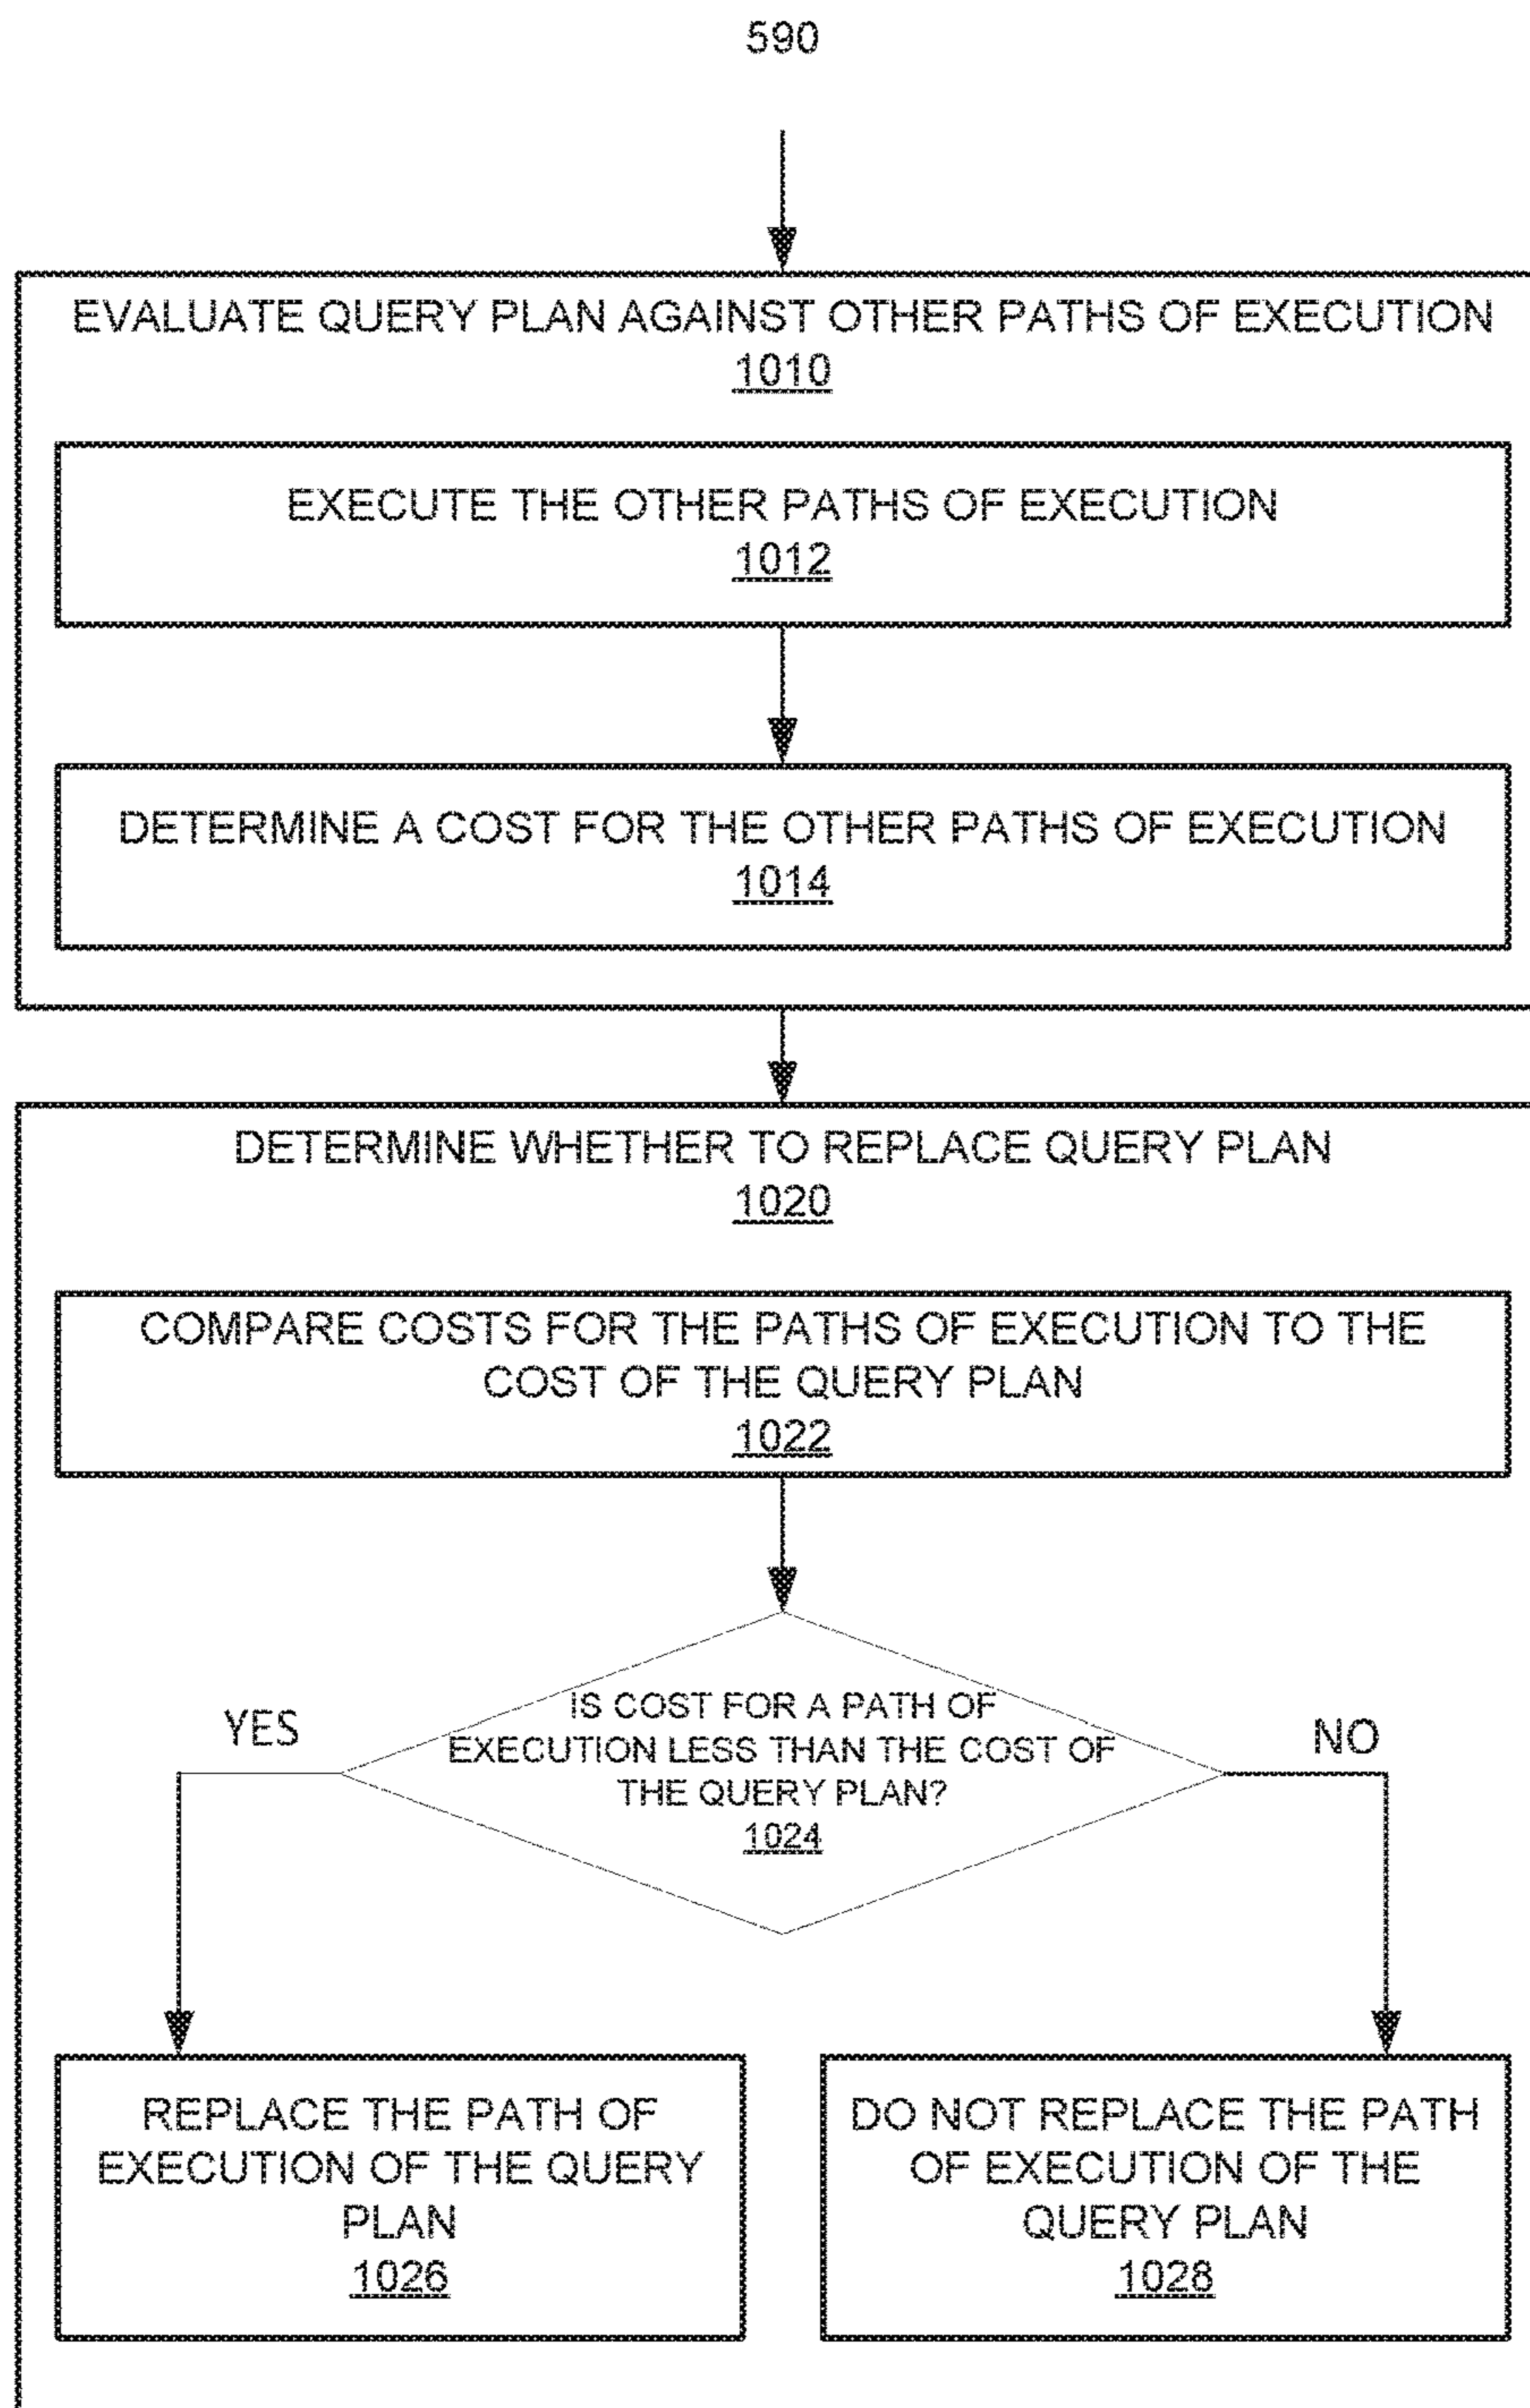 590
EVALUATE QUERY PLAN AGAINST OTHER PATHS OF EXECUTION
1010
EXECUTE THE OTHER PATHS OF EXECUTION
1012
DETERMINE A COST FOR THE OTHER PATHS OF EXECUTION
1014
DETERMINE WHETHER TO REPLACE QUERY PLAN
1020
COMPARE COSTS FOR THE PATHS OF EXECUTION TO THE
COST OF THE QUERY PLAN
1022
IS COST FOR A PATH OF
EXECUTION LESS THAN THE COST OF
THE QUERY PLAN?
1024
YES
NO
REPLACE THE PATH OF
EXECUTION OF THE QUERY
PLAN
1026
DO NOT REPLACE THE PATH
OF EXECUTION OF THE
QUERY PLAN
1028